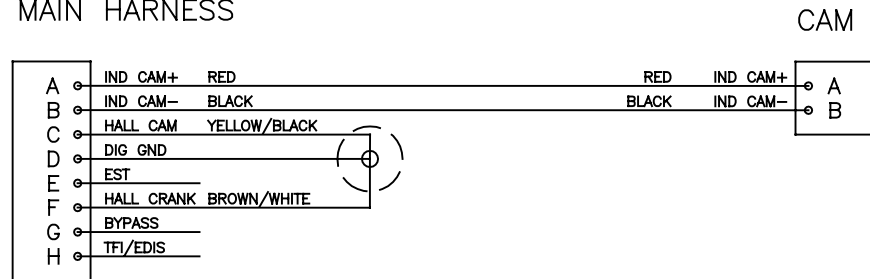 MAIN HARNESS
CAM
A IND CAM+ RED RED IND CAM+ A
B IND CAM- BLACK BLACK IND CAM- B
C HALL CAM YELLOW/BLACK
D DIG GND
E EST
F HALL CRANK BROWN/WHITE
G BYPASS
H TFI/EDIS